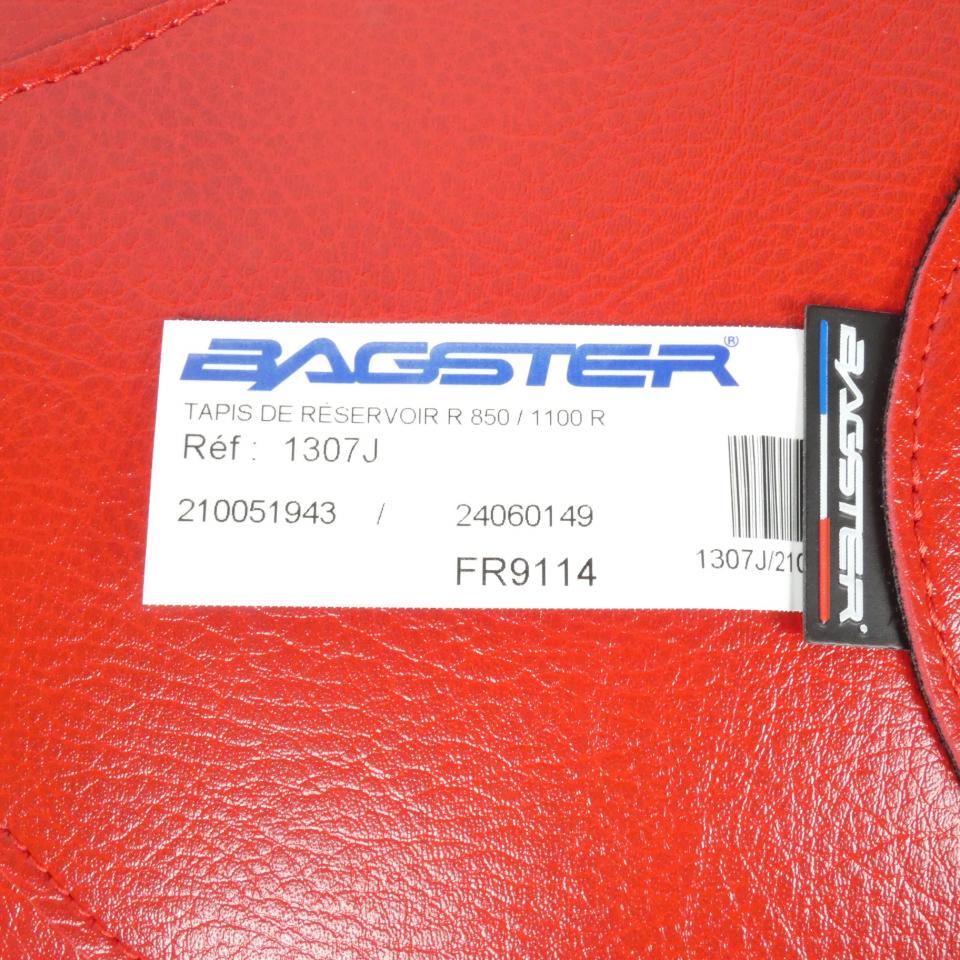 BAGSTER®
TAPIS DE RÉSERVOIR R 850 / 1100 R
Réf : 1307J
210051943 / 24060149
FR9114
1307J/210
BAGSTER